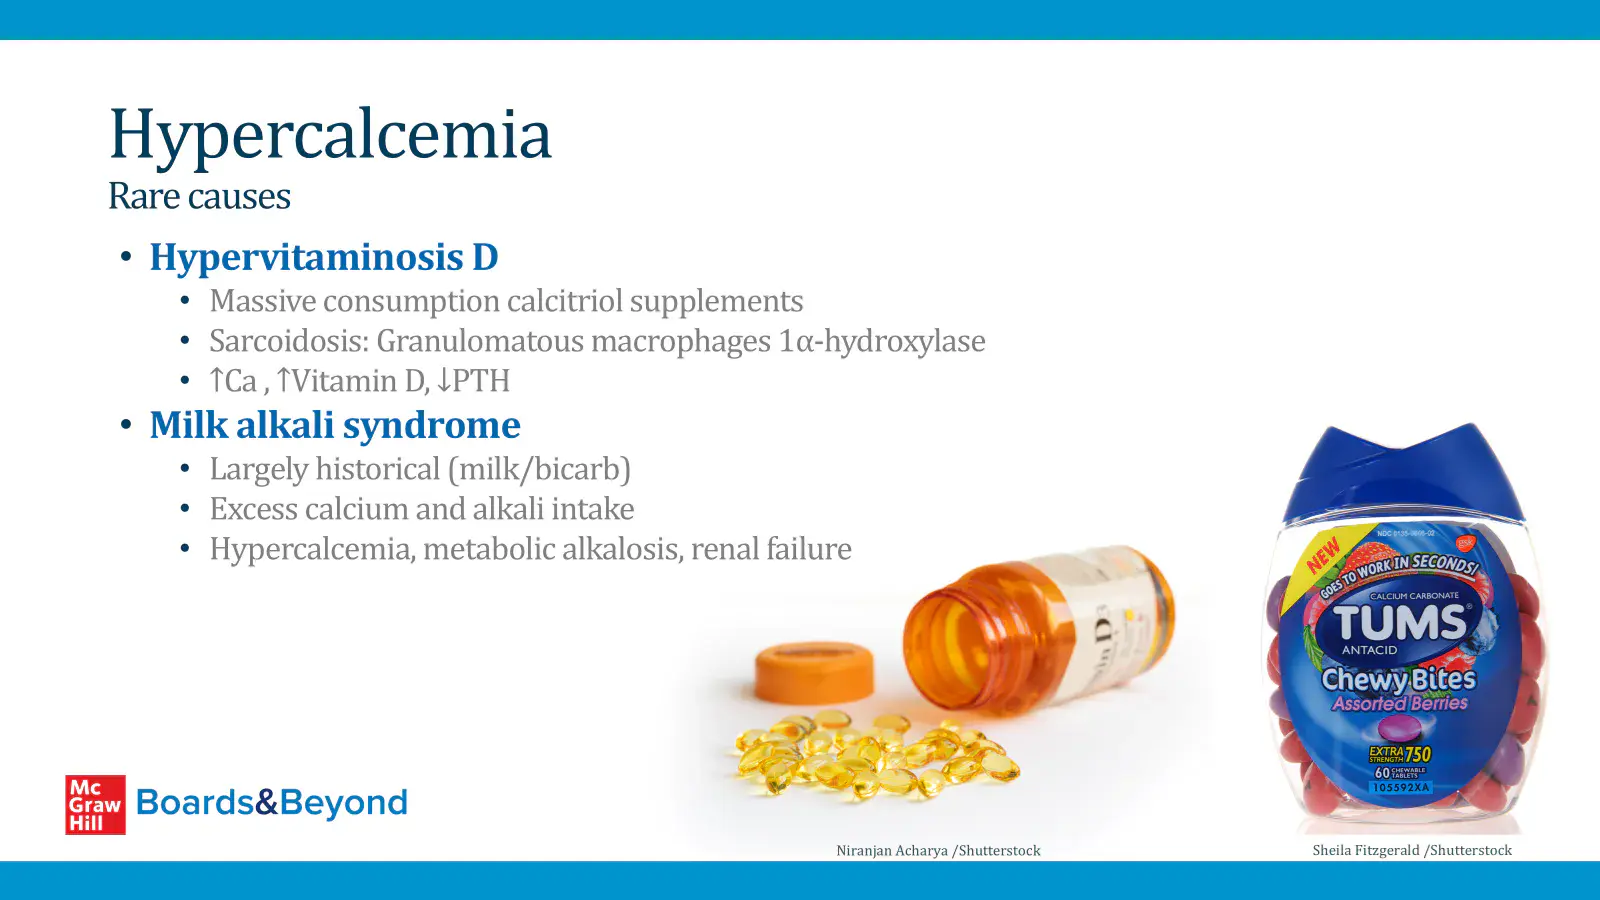 Hypercalcemia
Rare causes
• Hypervitaminosis D
• Massive consumption calcitriol supplements
• Sarcoidosis: Granulomatous macrophages 1α-hydroxylase
• ↑Ca , ↑Vitamin D, ↓PTH
• Milk alkali syndrome
• Largely historical (milk/bicarb)
• Excess calcium and alkali intake
• Hypercalcemia, metabolic alkalosis, renal failure
D3
NEW
GOES TO WORK IN SECONDS!
CALCIUM CARBONATE
TUMS®
ANTACID
Chewy Bites
Assorted Berries
EXTRA STRENGTH 750
60 CHEWABLE TABLETS
105592XA
Mc
Graw
Hill
Boards&Beyond
Niranjan Acharya /Shutterstock
Sheila Fitzgerald /Shutterstock